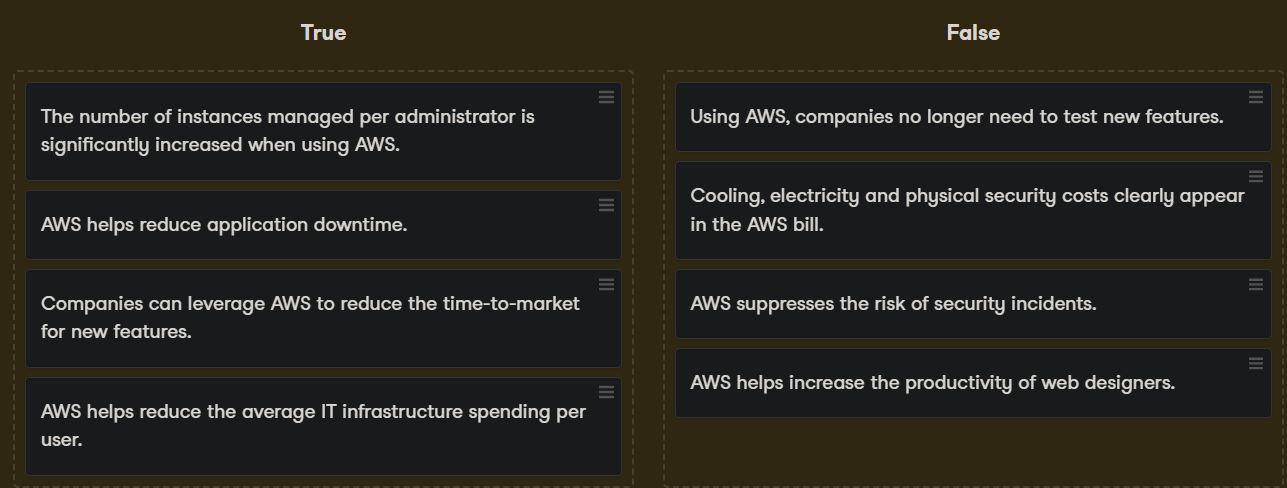 True
The number of instances managed per administrator is
significantly increased when using AWS.
AWS helps reduce application downtime.
Companies can leverage AWS to reduce the time-to-market
for new features.
AWS helps reduce the average IT infrastructure spending per
user.
False
Using AWS, companies no longer need to test new features.
Cooling, electricity and physical security costs clearly appear
in the AWS bill.
AWS suppresses the risk of security incidents.
AWS helps increase the productivity of web designers.